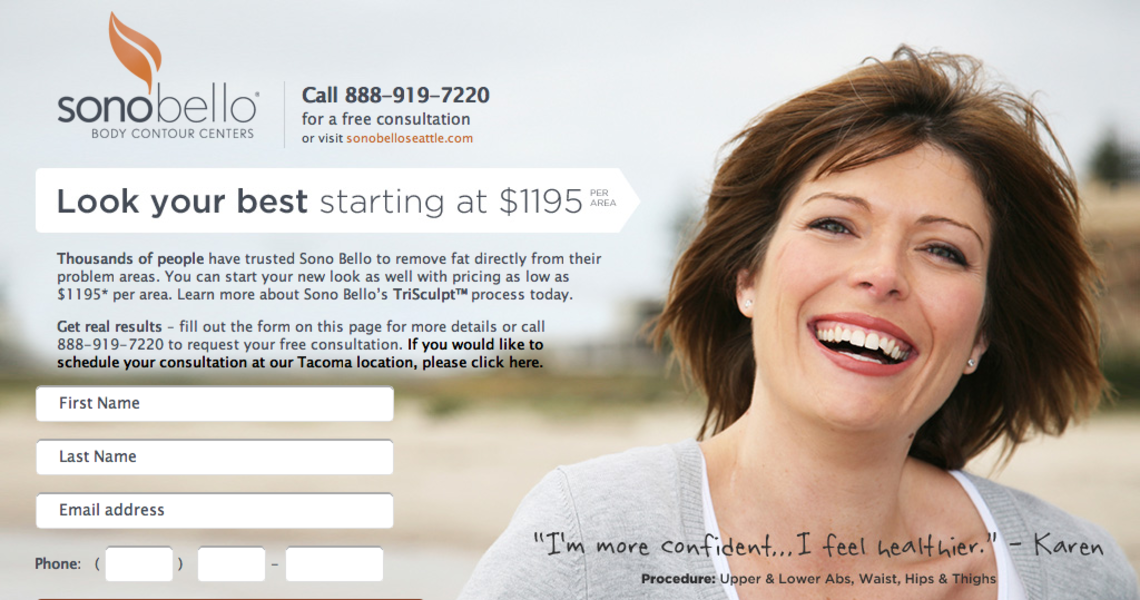 sonobello®
BODY CONTOUR CENTERS
Call 888-919-7220
for a free consultation
or visit sonobelloseattle.com
Look your best starting at $1195 PER AREA
Thousands of people have trusted Sono Bello to remove fat directly from their
problem areas. You can start your new look as well with pricing as low as
$1195* per area. Learn more about Sono Bello's TriSculpt™ process today.
Get real results – fill out the form on this page for more details or call
888-919-7220 to request your free consultation. If you would like to
schedule your consultation at our Tacoma location, please click here.
First Name
Last Name
Email address
Phone: ( ) -
"I'm more confident...I feel healthier." - Karen
Procedure: Upper & Lower Abs, Waist, Hips & Thighs